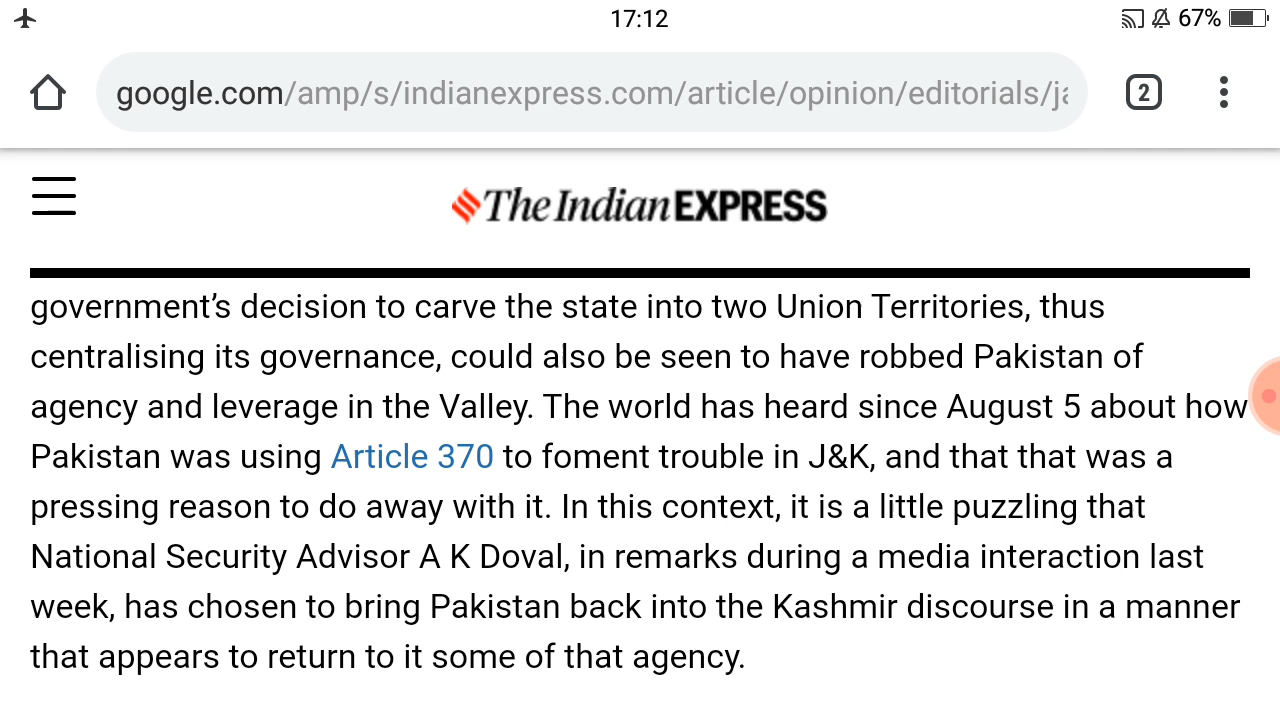 17:12
67%
google.com/amp/s/indianexpress.com/article/opinion/editorials/ja
2
The Indian EXPRESS
government’s decision to carve the state into two Union Territories, thus
centralising its governance, could also be seen to have robbed Pakistan of
agency and leverage in the Valley. The world has heard since August 5 about how
Pakistan was using Article 370 to foment trouble in J&K, and that that was a
pressing reason to do away with it. In this context, it is a little puzzling that
National Security Advisor A K Doval, in remarks during a media interaction last
week, has chosen to bring Pakistan back into the Kashmir discourse in a manner
that appears to return to it some of that agency.